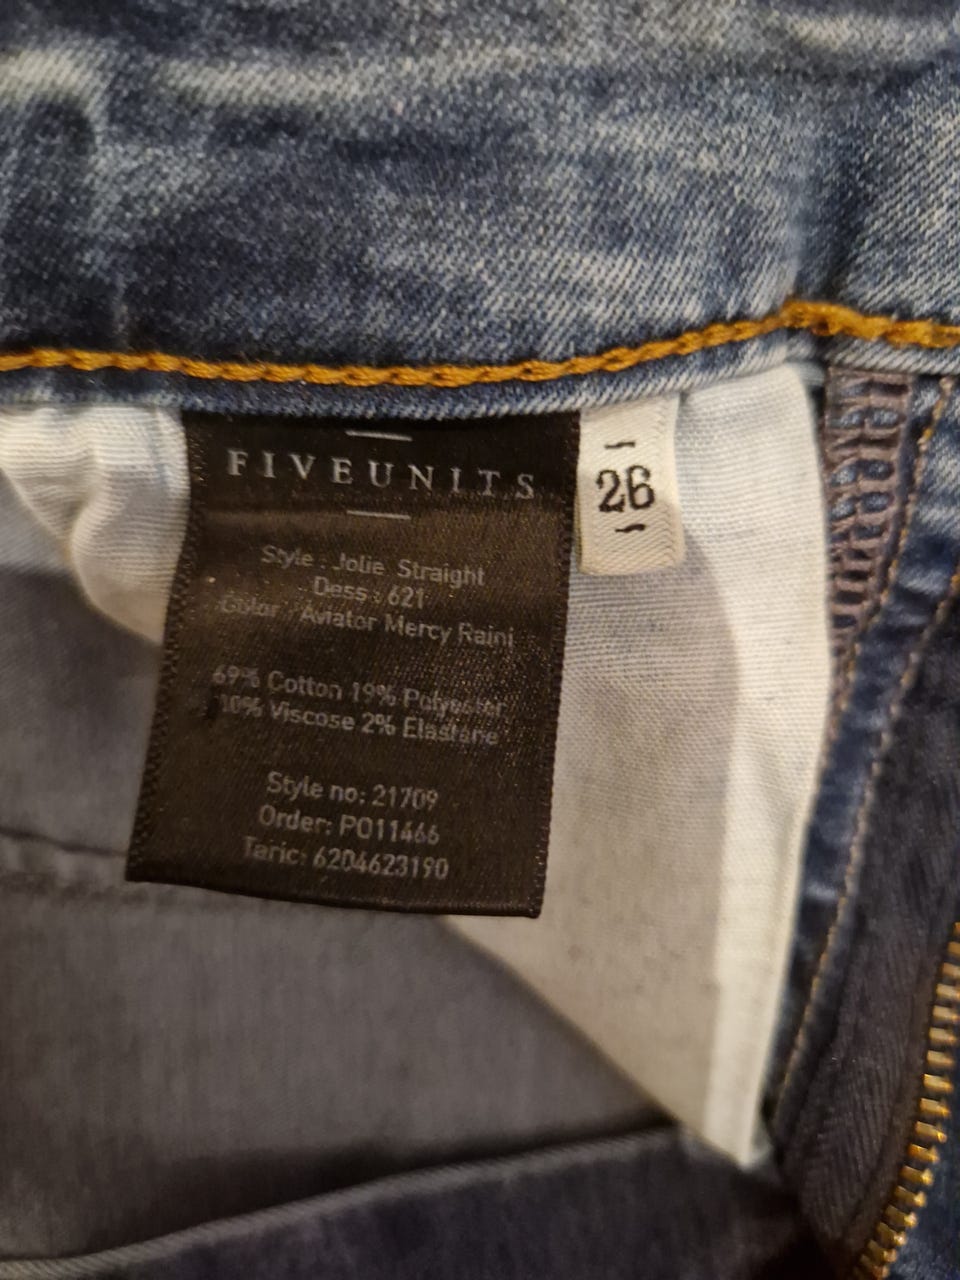 FIVEUNITS
26
Style : Jolie Straight
Dess : 621
Color : Aviator Mercy Raini
69% Cotton 19% Polyester
10% Viscose 2% Elastane
Style no: 21709
Order: PO11466
Taric: 6204623190